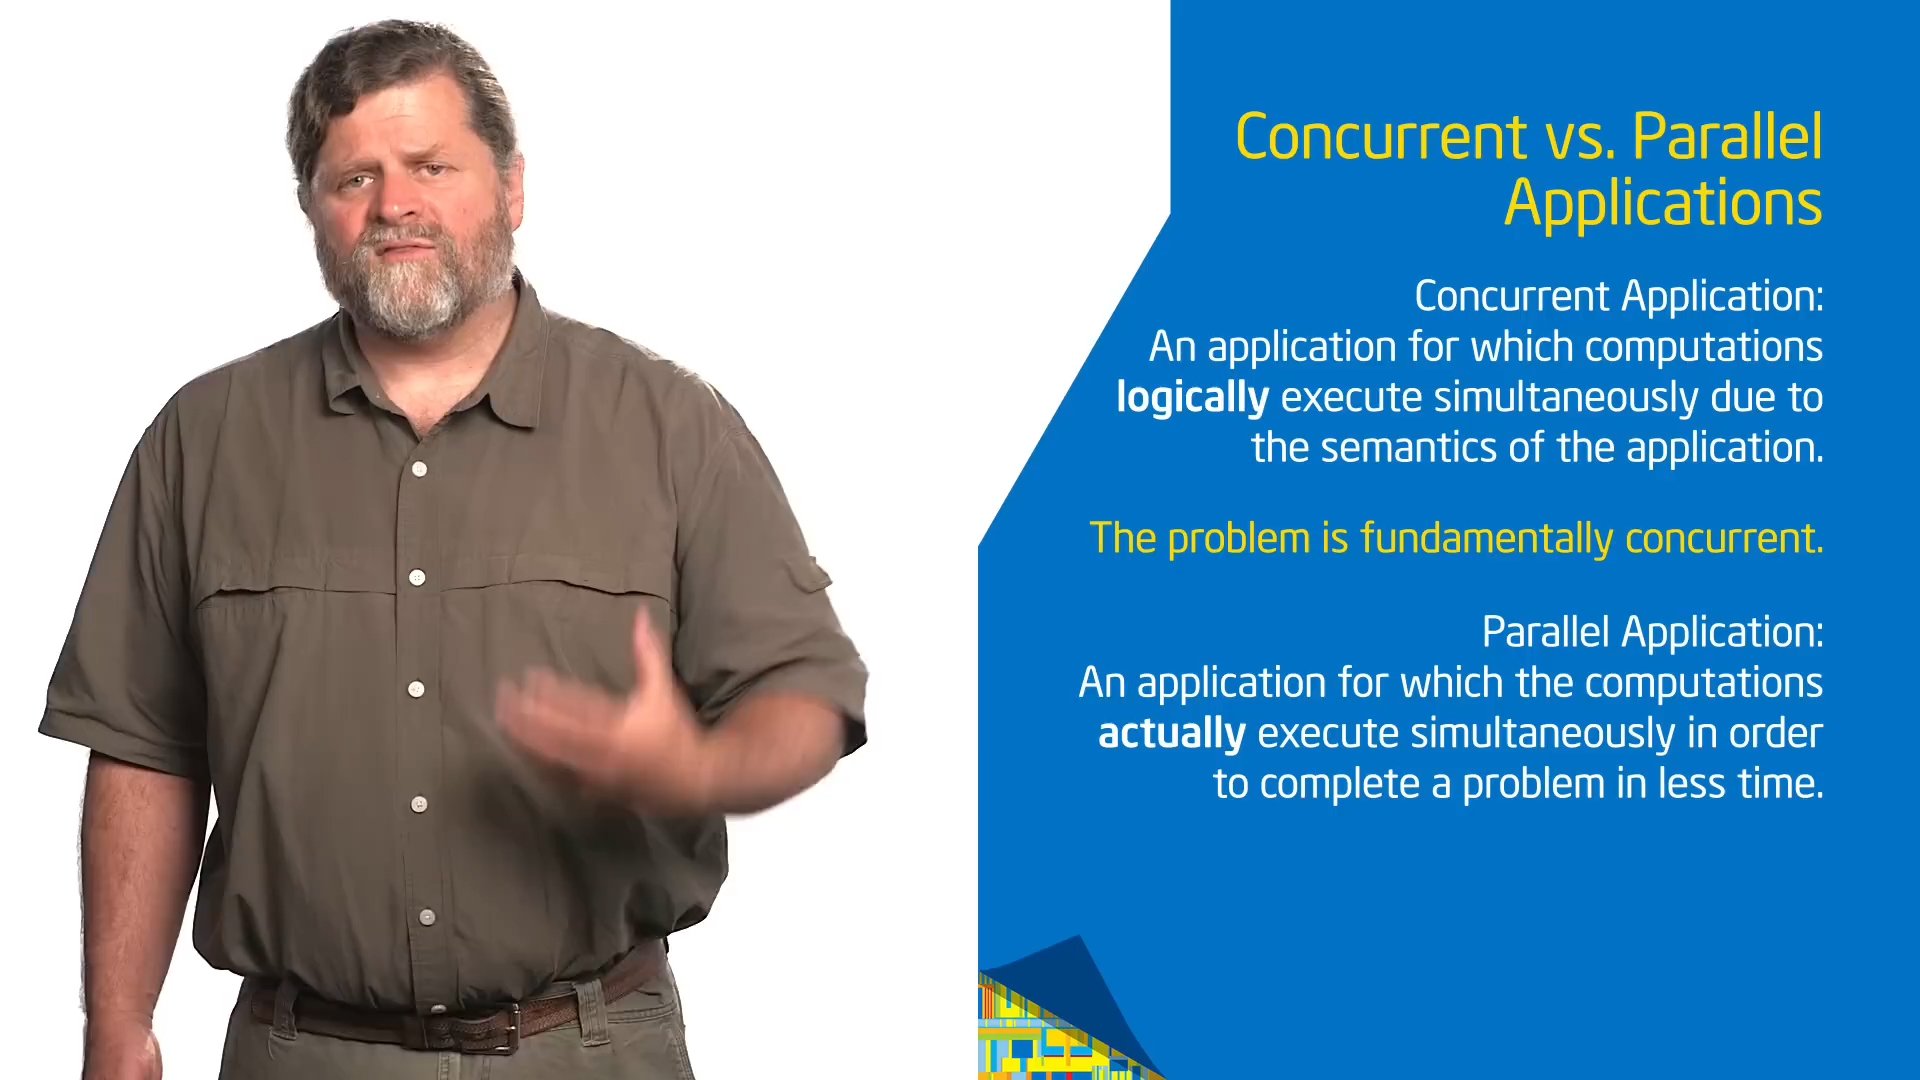 Concurrent vs. Parallel
Applications
Concurrent Application:
An application for which computations
logically execute simultaneously due to
the semantics of the application.
The problem is fundamentally concurrent.
Parallel Application:
An application for which the computations
actually execute simultaneously in order
to complete a problem in less time.